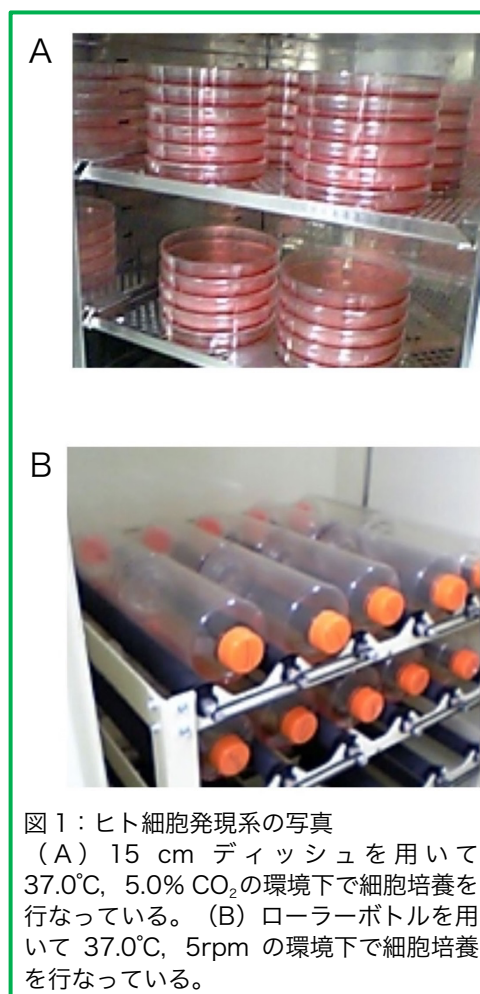 A
B
図1：ヒト細胞発現系の写真
（A）15 cm ディッシュを用いて
37.0℃, 5.0% CO₂の環境下で細胞培養を
行なっている。（B）ローラーボトルを用
いて 37.0℃, 5rpm の環境下で細胞培養
を行なっている。